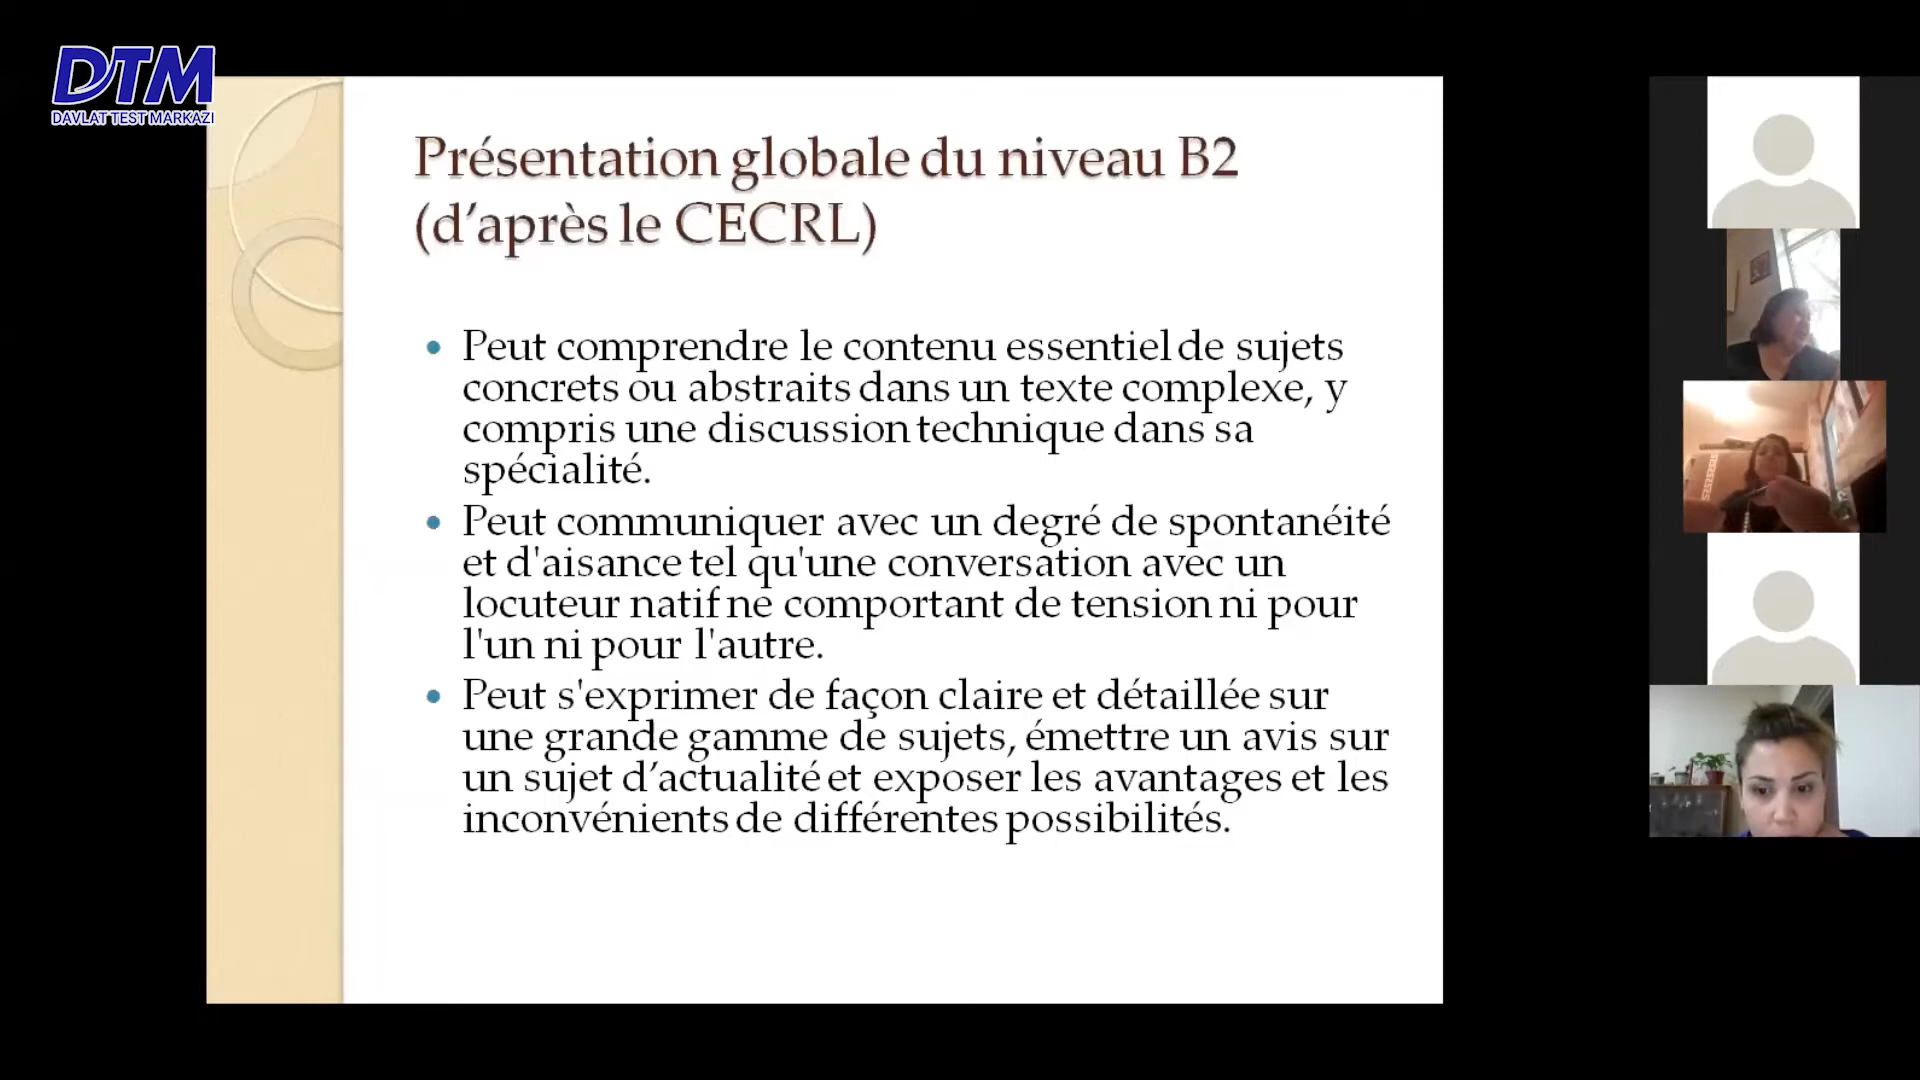 DTM
DAVLAT TEST MARKAZI
Présentation globale du niveau B2
(d’après le CECRL)
• Peut comprendre le contenu essentiel de sujets
concrets ou abstraits dans un texte complexe, y
compris une discussion technique dans sa
spécialité.
• Peut communiquer avec un degré de spontanéité
et d'aisance tel qu'une conversation avec un
locuteur natif ne comportant de tension ni pour
l'un ni pour l'autre.
• Peut s'exprimer de façon claire et détaillée sur
une grande gamme de sujets, émettre un avis sur
un sujet d’actualité et exposer les avantages et les
inconvénients de différentes possibilités.